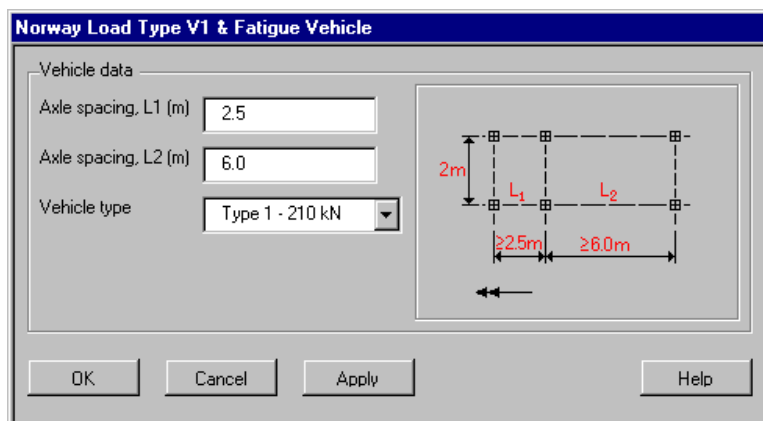 Norway Load Type V1 & Fatigue Vehicle
Vehicle data
Axle spacing, L1 (m)
2.5
Axle spacing, L2 (m)
6.0
Vehicle type
Type 1 - 210 kN
2m
L₁
L₂
≥2.5m
≥6.0m
OK
Cancel
Apply
Help